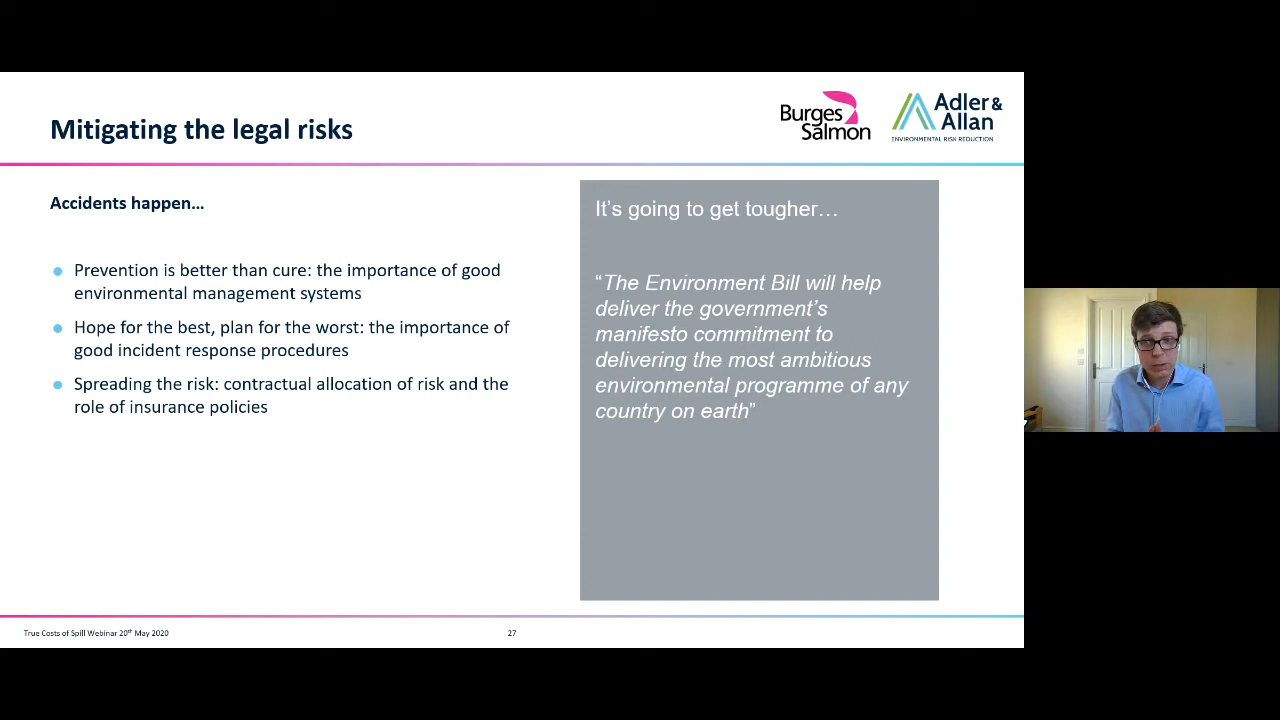 Mitigating the legal risks
Burges
Salmon
Adler &
Allan
ENVIRONMENTAL RISK REDUCTION
Accidents happen…
Prevention is better than cure: the importance of good
environmental management systems
Hope for the best, plan for the worst: the importance of
good incident response procedures
Spreading the risk: contractual allocation of risk and the
role of insurance policies
It’s going to get tougher…
“The Environment Bill will help
deliver the government’s
manifesto commitment to
delivering the most ambitious
environmental programme of any
country on earth”
True Costs of Spill Webinar 20th May 2020
27